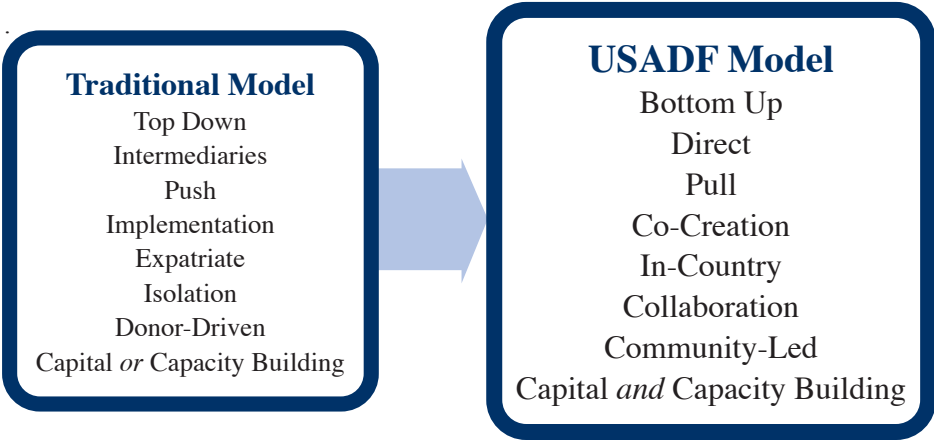 Traditional Model
Top Down
Intermediaries
Push
Implementation
Expatriate
Isolation
Donor-Driven
Capital or Capacity Building
USADF Model
Bottom Up
Direct
Pull
Co-Creation
In-Country
Collaboration
Community-Led
Capital and Capacity Building